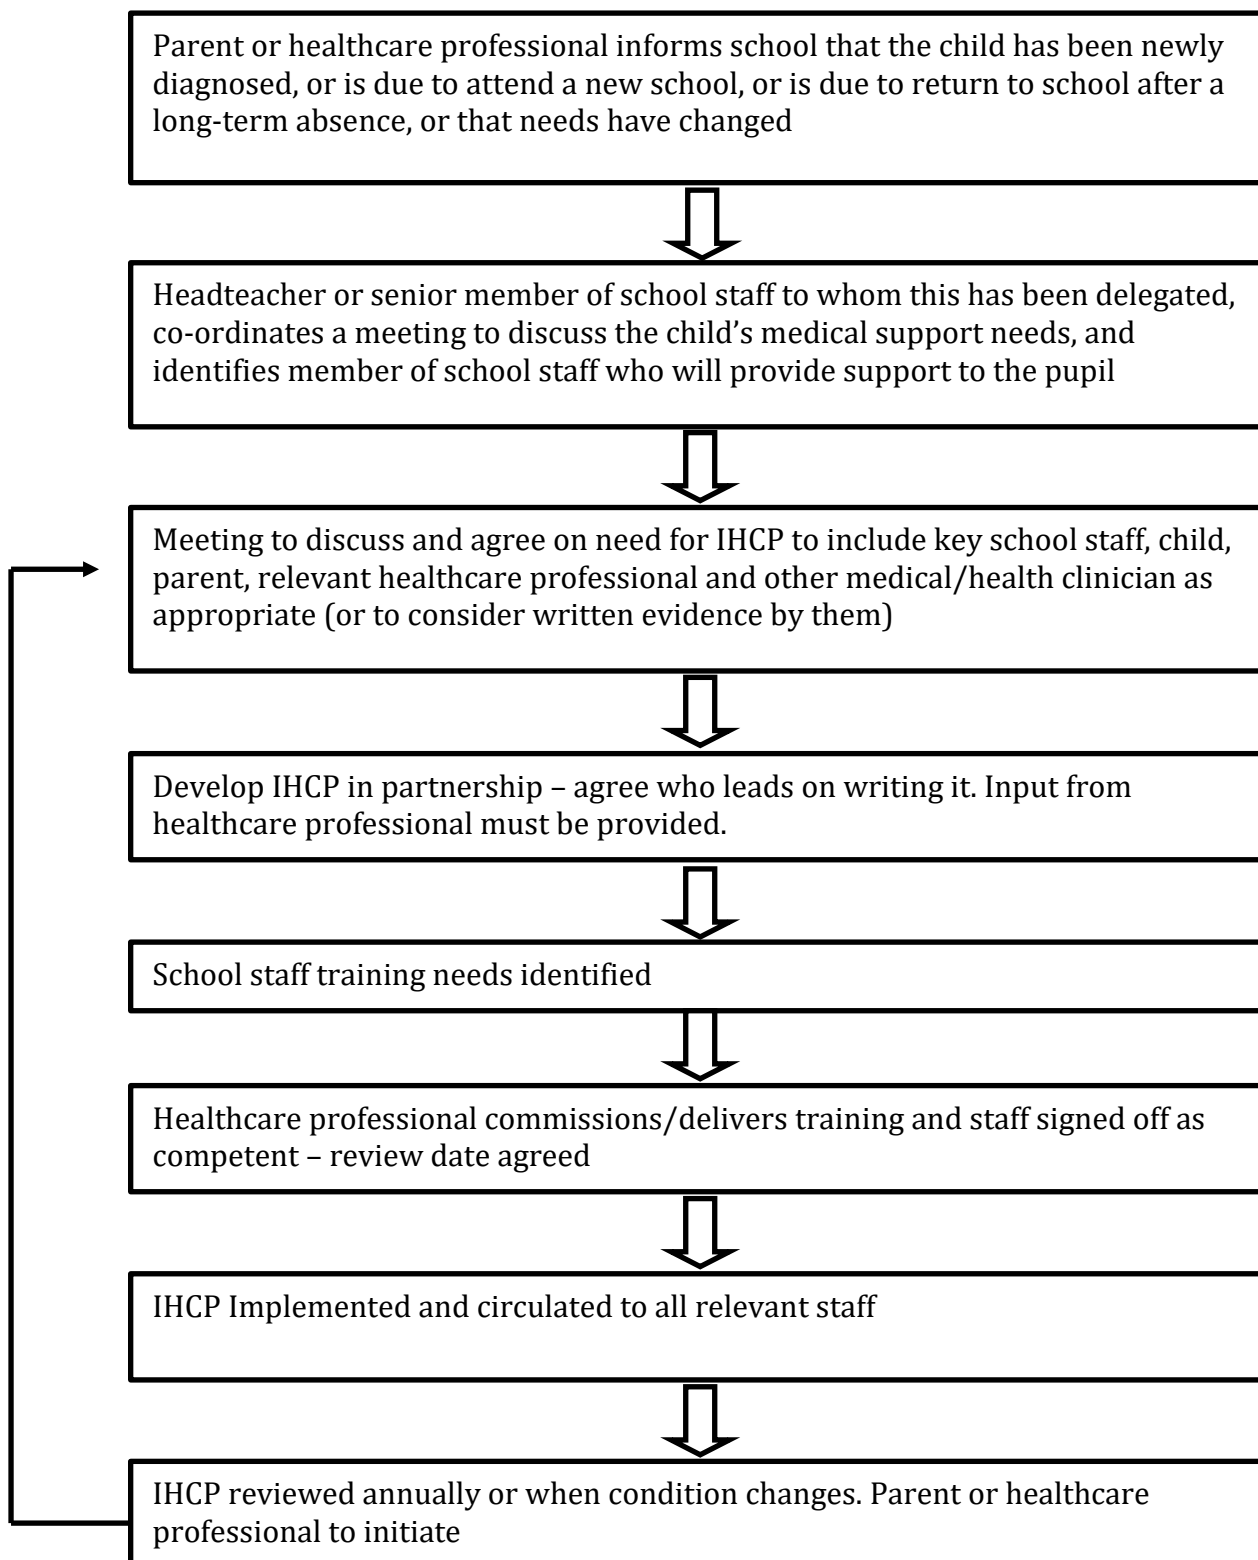 Parent or healthcare professional informs school that the child has been newly
diagnosed, or is due to attend a new school, or is due to return to school after a
long-term absence, or that needs have changed
Headteacher or senior member of school staff to whom this has been delegated,
co-ordinates a meeting to discuss the child’s medical support needs, and
identifies member of school staff who will provide support to the pupil
Meeting to discuss and agree on need for IHCP to include key school staff, child,
parent, relevant healthcare professional and other medical/health clinician as
appropriate (or to consider written evidence by them)
Develop IHCP in partnership – agree who leads on writing it. Input from
healthcare professional must be provided.
School staff training needs identified
Healthcare professional commissions/delivers training and staff signed off as
competent – review date agreed
IHCP Implemented and circulated to all relevant staff
IHCP reviewed annually or when condition changes. Parent or healthcare
professional to initiate